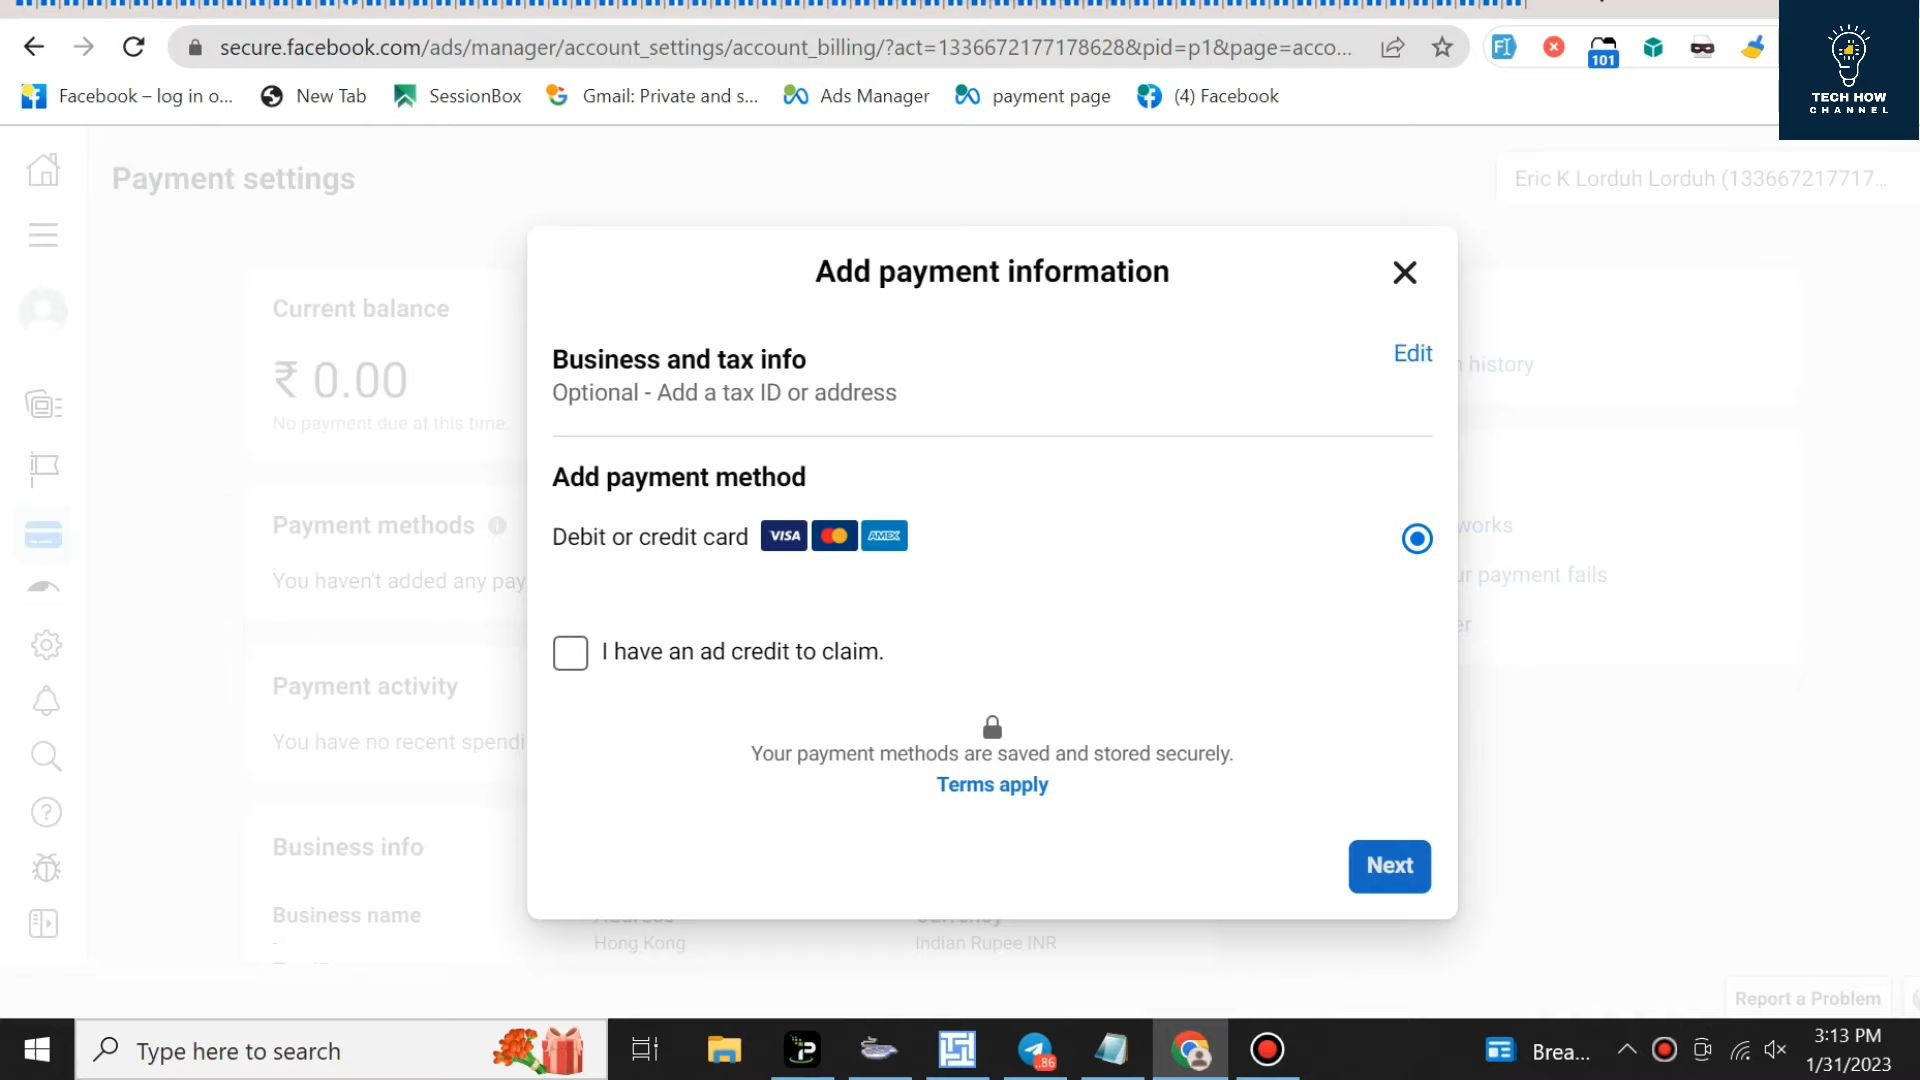 secure.facebook.com/ads/manager/account_settings/account_billing/?act=1336672177178628&pid=p1&page=acco...
101
Facebook – log in o...
New Tab
SessionBox
Gmail: Private and s...
Ads Manager
payment page
(4) Facebook
TECH HOW
CHANNEL
Payment settings
Eric K Lorduh Lorduh (133667217717...
Add payment information
Current balance
Business and tax info
Edit
history
₹ 0.00
Optional - Add a tax ID or address
No payment due at this time.
Add payment method
Payment methods
works
Debit or credit card
VISA
AMEX
You haven't added any pay
ur payment fails
er
I have an ad credit to claim.
Payment activity
You have no recent spendi
Your payment methods are saved and stored securely.
Terms apply
Business info
Next
Business name
Address
Currency
-
Hong Kong
Indian Rupee INR
Report a Problem
Type here to search
86
Brea...
3:13 PM
1/31/2023